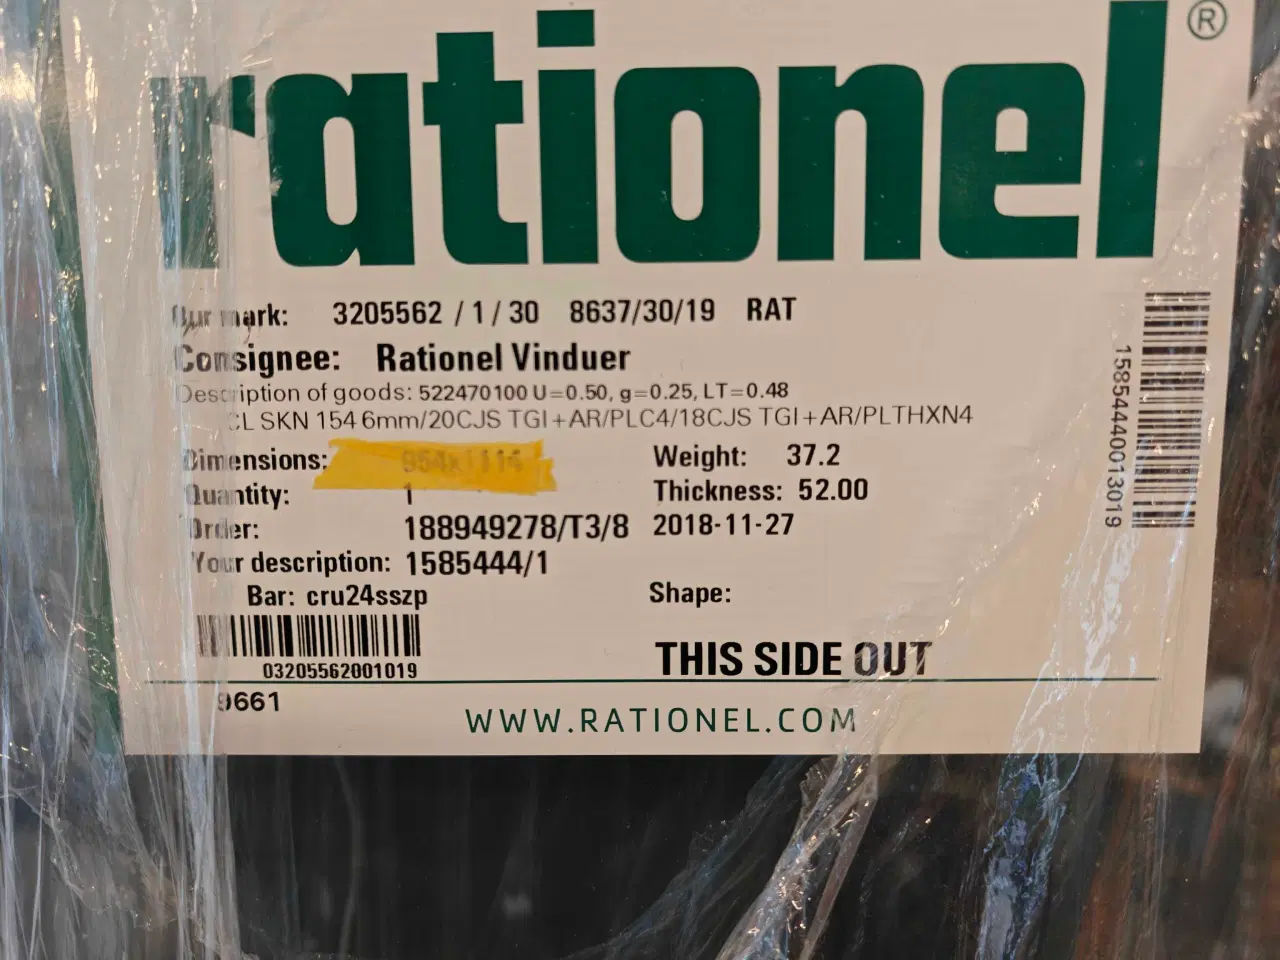 rationel®
Our mark: 3205562 / 1 / 30 8637/30/19 RAT
Consignee: Rationel Vinduer
Description of goods: 522470100 U=0.50, g=0.25, LT=0.48
CL SKN 154 6mm/20CJS TGI+AR/PLC4/18CJS TGI+AR/PLTHXN4
Dimensions: 954x1114 Weight: 37.2
Quantity: 1 Thickness: 52.00
Order: 188949278/T3/8 2018-11-27
Your description: 1585444/1
Bar: cru24sszp Shape:
03205562001019
THIS SIDE OUT
9661
WWW.RATIONEL.COM
15854440013019